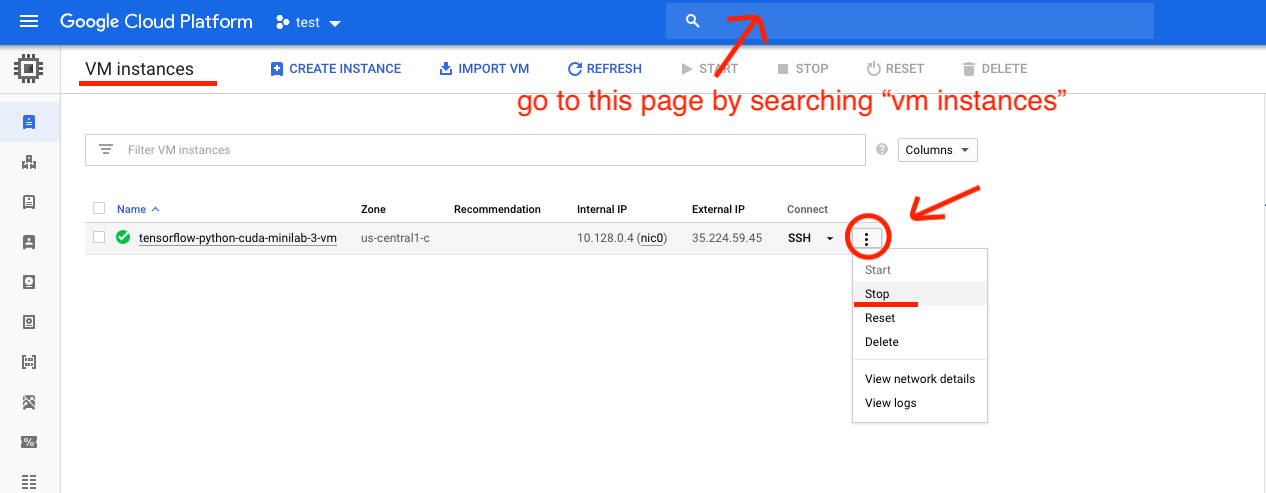 Google Cloud Platform test
VM instances CREATE INSTANCE IMPORT VM REFRESH START STOP RESET DELETE
go to this page by searching “vm instances”
Filter VM instances Columns
Name Zone Recommendation Internal IP External IP Connect
tensorflow-python-cuda-minilab-3-vm us-central1-c 10.128.0.4 (nic0) 35.224.59.45 SSH
Start
Stop
Reset
Delete
View network details
View logs